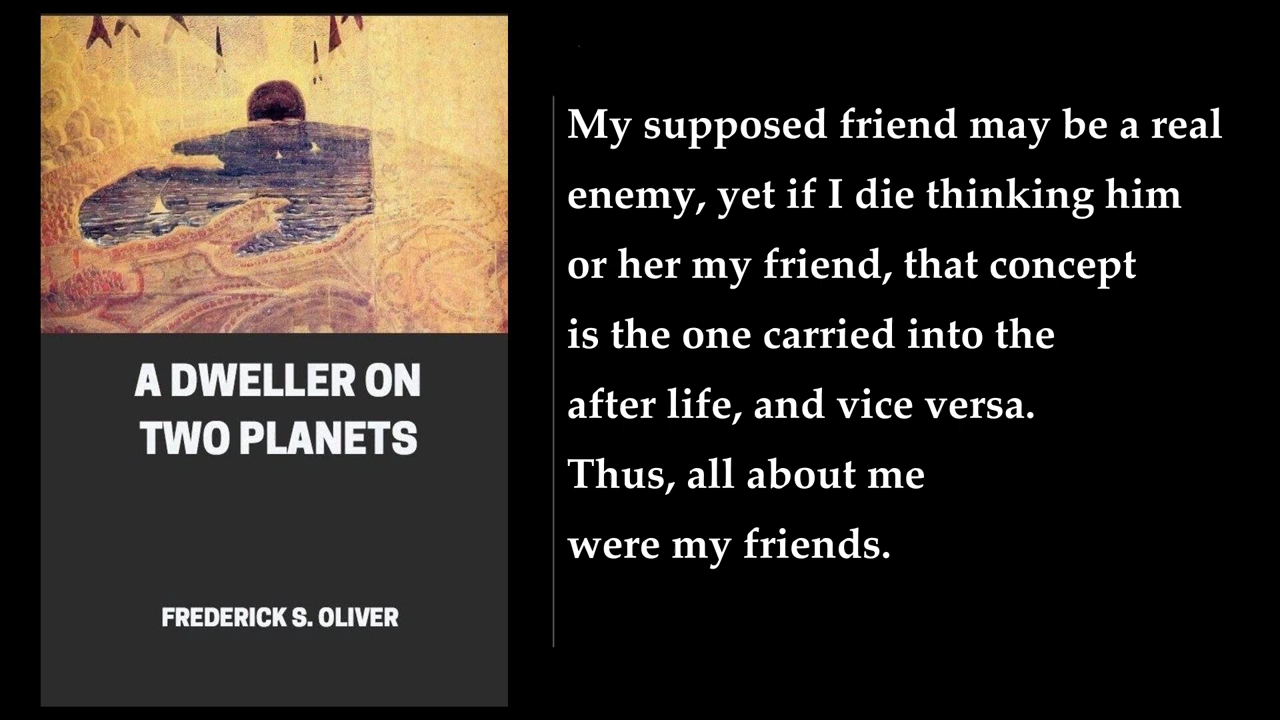 A DWELLER ON
TWO PLANETS
FREDERICK S. OLIVER
My supposed friend may be a real
enemy, yet if I die thinking him
or her my friend, that concept
is the one carried into the
after life, and vice versa.
Thus, all about me
were my friends.